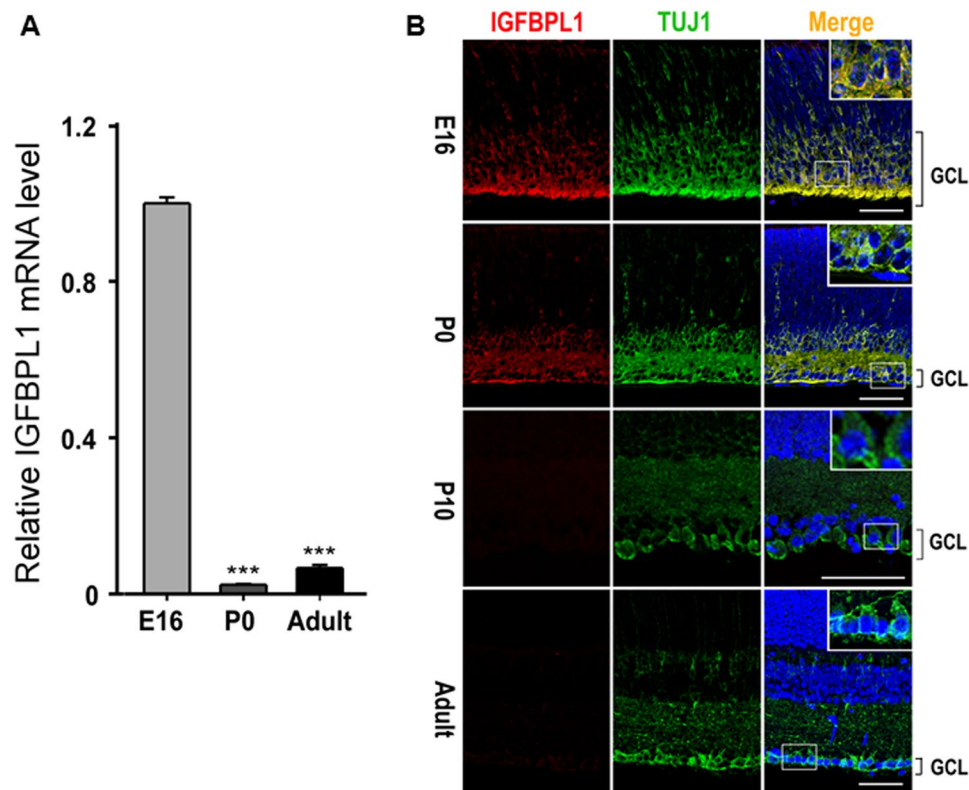 A
Relative IGFBPL1 mRNA level
1.2
0.8
0.4
0
***
***
E16 P0 Adult
B
IGFBPL1 TUJ1 Merge
E16
GCL
P0
GCL
P10
GCL
Adult
GCL